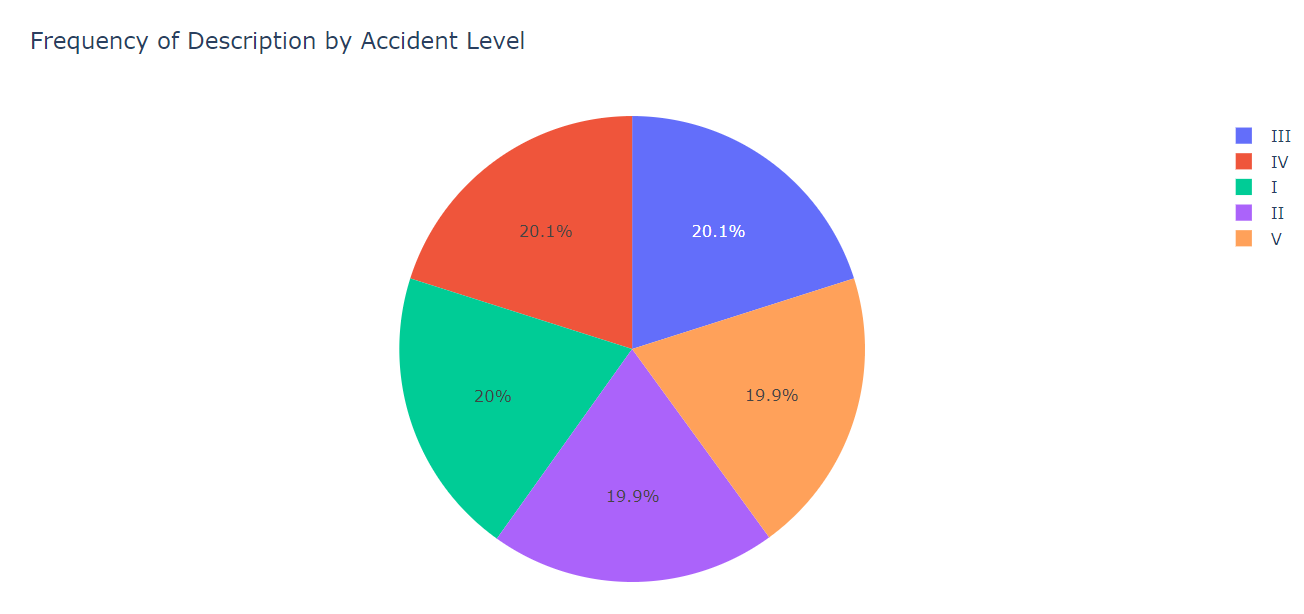 Frequency of Description by Accident Level
III
IV
I
II
V
20.1%
20.1%
20%
19.9%
19.9%